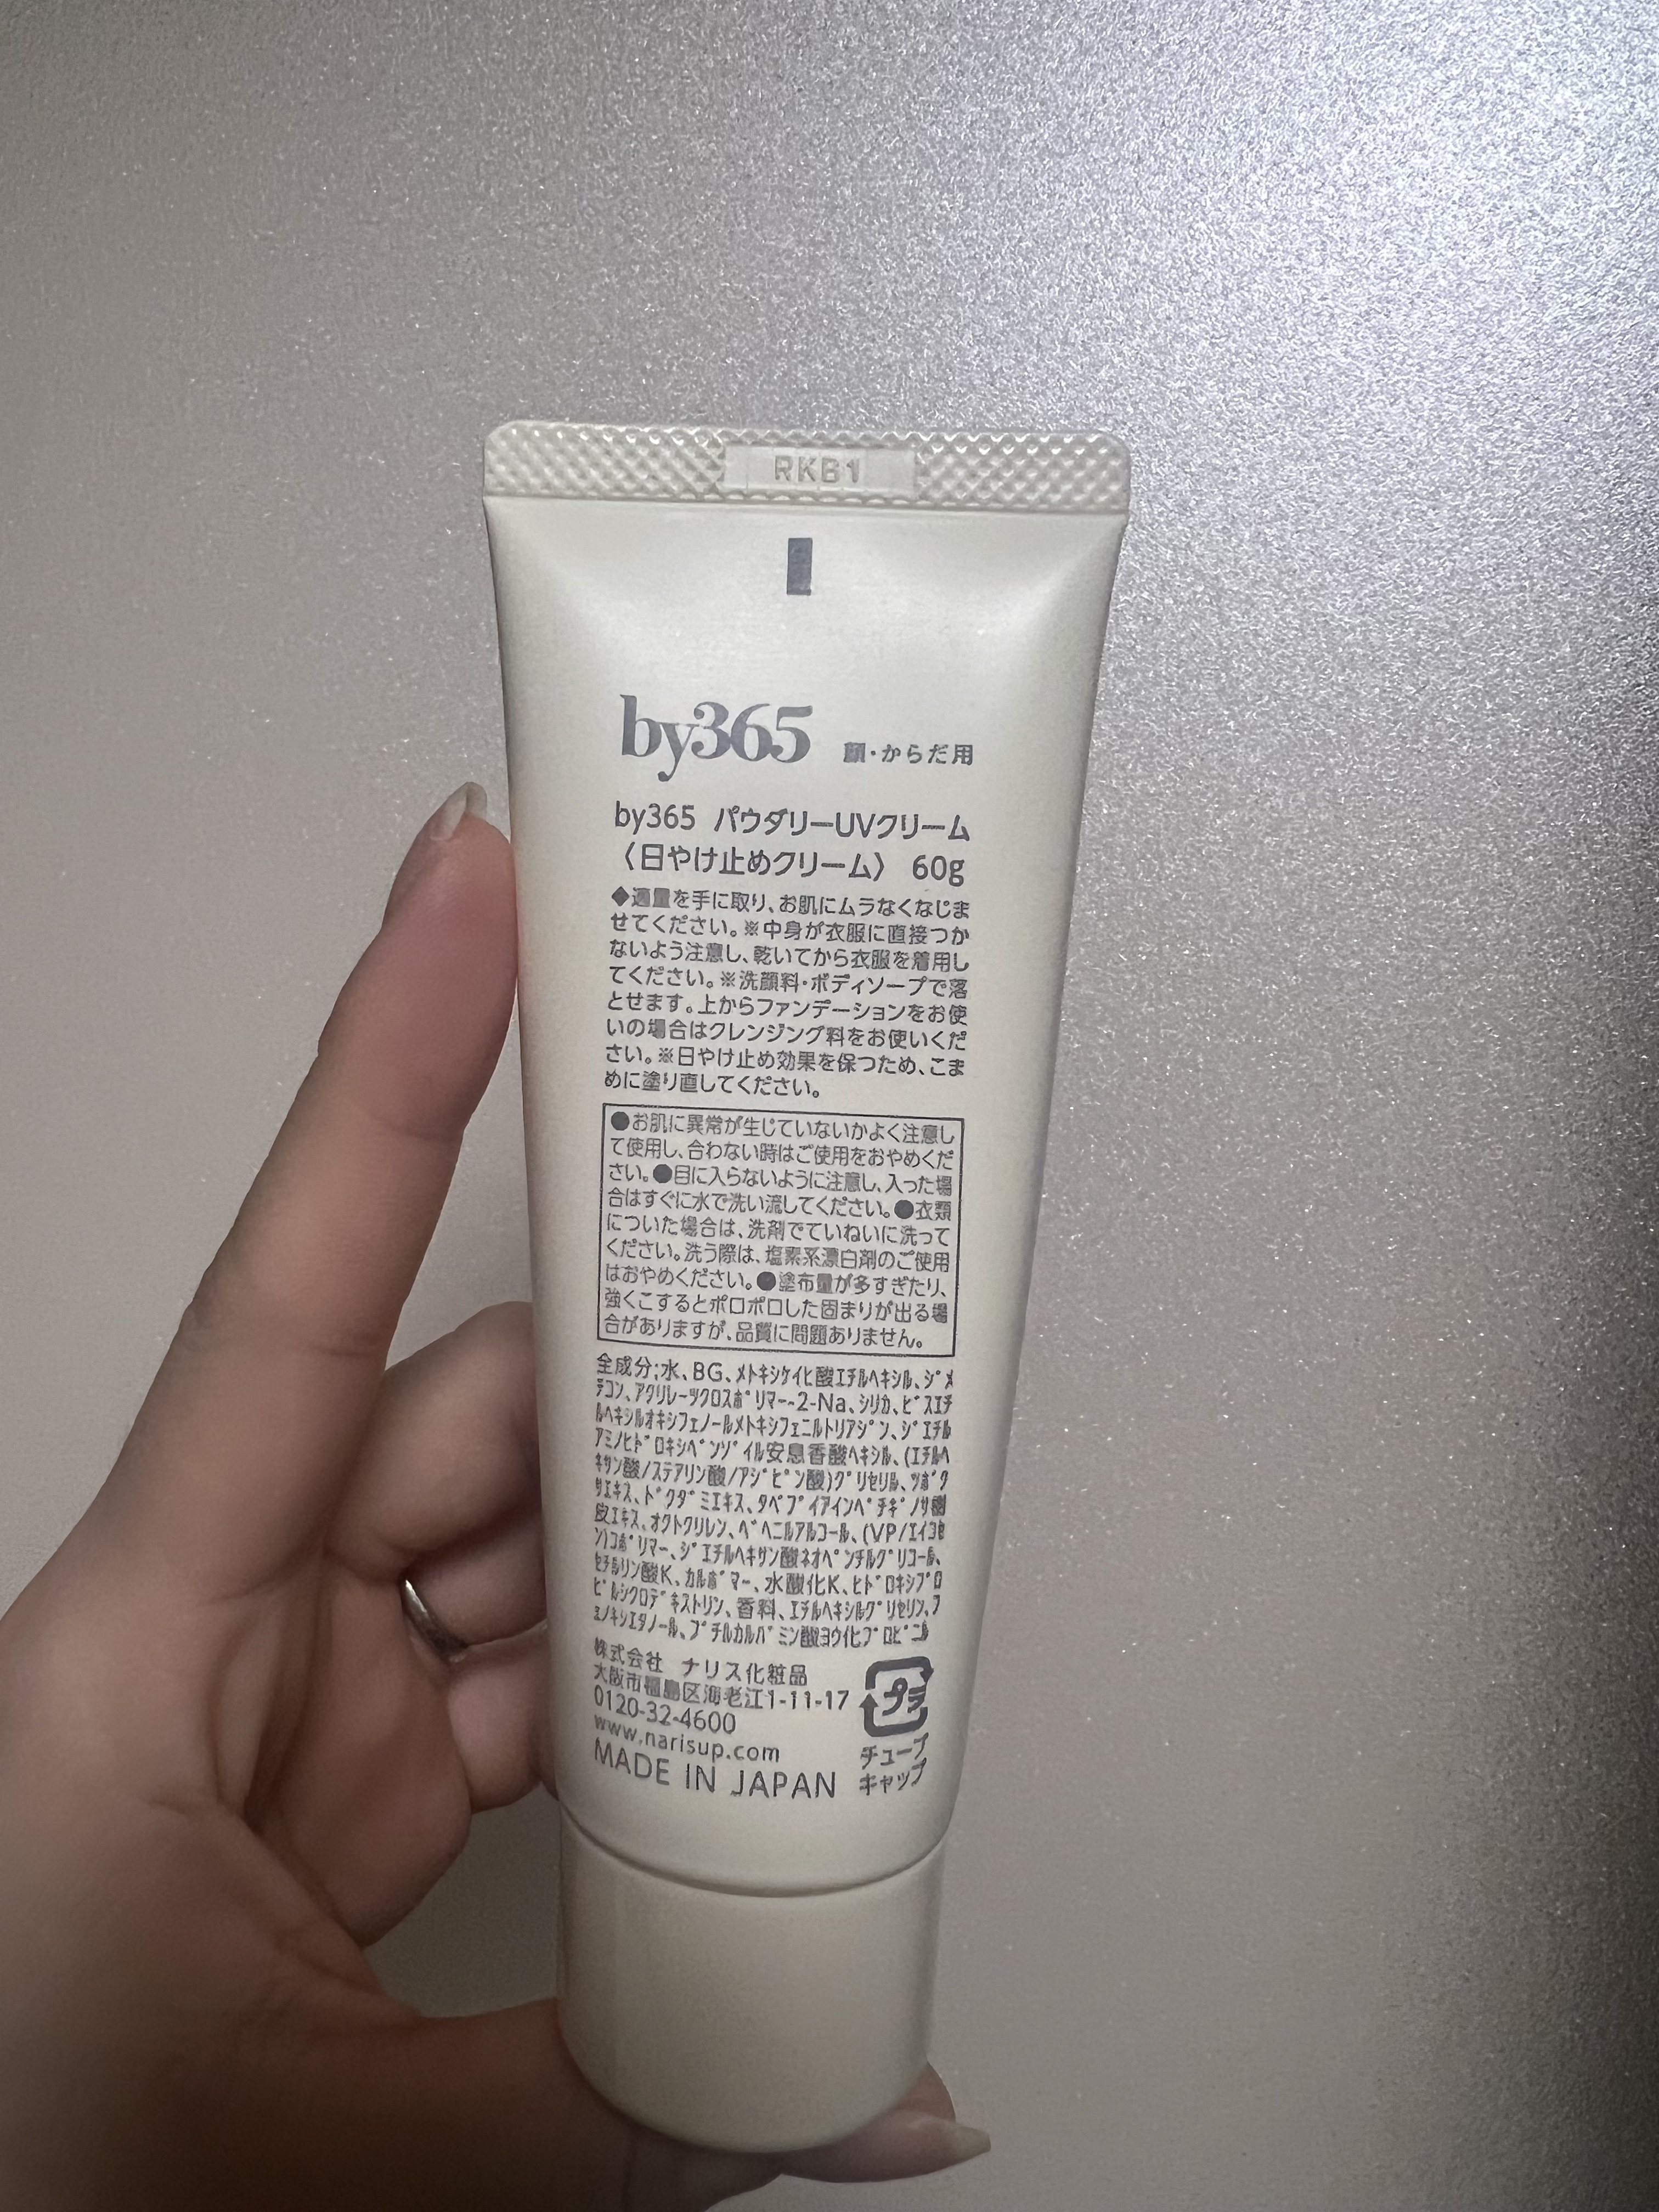 RKB1
by365 顔・からだ用
by365 パウダリーUVクリーム
〈日やけ止めクリーム〉 60g
◆適量を手に取り、お肌にムラなくなじま
せてください。※中身が衣服に直接つか
ないよう注意し、乾いてから衣服を着用し
てください。※洗顔料・ボディソープで落
とせます。上からファンデーションをお使
いの場合はクレンジング料をお使いくだ
さい。※日やけ止め効果を保つため、こま
めに塗り直してください。
●お肌に異常が生じていないかよく注意し
て使用し、合わない時はご使用をおやめくだ
さい。●目に入らないように注意し、入った場
合はすぐに水で洗い流してください。●衣類
についた場合は、洗剤でていねいに洗って
ください。洗う際は、塩素系漂白剤のご使用
はおやめください。●塗布量が多すぎたり、
強くこするとポロポロした固まりが出る場
合がありますが、品質に問題ありません。
全成分;水、BG、ﾒﾄｷｼｹｲﾋ酸ｴﾁﾙﾍｷｼﾙ、ｼﾞﾒ
ﾁｺﾝ、ｱｸﾘﾚｰﾂｸﾛｽﾎﾟﾘﾏｰ-2-Na、ｼﾘｶ、ﾋﾞｽｴﾁ
ﾙﾍｷｼﾙｵｷｼﾌｪﾉｰﾙﾒﾄｷｼﾌｪﾆﾙﾄﾘｱｼﾞﾝ、ｼﾞｴﾁﾙ
ｱﾐﾉﾋﾄﾞﾛｷｼﾍﾞﾝｿﾞｲﾙ安息香酸ﾍｷｼﾙ、(ｴﾁﾙﾍ
ｷｻﾝ酸/ｽﾃｱﾘﾝ酸/ｱｼﾞﾋﾟﾝ酸)ｸﾞﾘｾﾘﾙ、ﾂﾎﾞｸ
ｻｴｷｽ、ﾄﾞｸﾀﾞﾐｴｷｽ、ﾀﾍﾞﾌﾞｲｱｲﾝﾍﾟﾁｷﾞﾉｻ樹
皮ｴｷｽ、ｵｸﾄｸﾘﾚﾝ、ﾍﾞﾍﾆﾙｱﾙｺｰﾙ、(VP/ｴｲｺｾ
ﾝ)ｺﾎﾟﾘﾏｰ、ｼﾞｴﾁﾙﾍｷｻﾝ酸ﾈｵﾍﾟﾝﾁﾙｸﾞﾘｺｰﾙ、
ｾﾁﾙﾘﾝ酸K、ｶﾙﾎﾞﾏｰ、水酸化K、ﾋﾄﾞﾛｷｼﾌﾟﾛ
ﾋﾟﾙｼｸﾛﾃﾞｷｽﾄﾘﾝ、香料、ｴﾁﾙﾍｷｼﾙｸﾞﾘｾﾘﾝ、ﾌ
ｪﾉｷｼｴﾀﾉｰﾙ、ﾌﾞﾁﾙｶﾙﾊﾞﾐﾝ酸ﾖｳ化ﾌﾟﾛﾋﾟﾆﾙ
株式会社 ナリス化粧品
大阪市福島区海老江1-11-17
0120-32-4600
www.narisup.com
MADE IN JAPAN
プラ
チューブ
キャップ